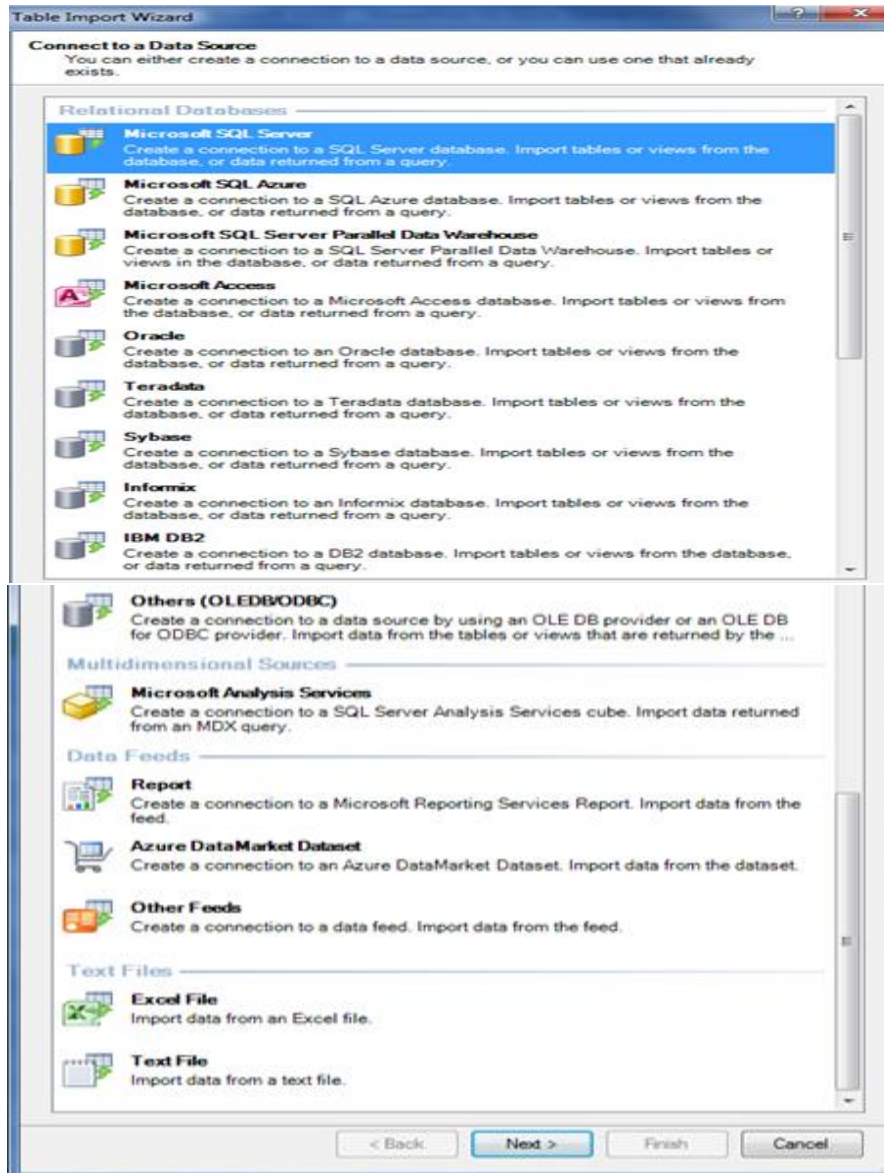 Table Import Wizard
Connect to a Data Source
You can either create a connection to a data source, or you can use one that already
exists.
Relational Databases
Microsoft SQL Server
Create a connection to a SQL Server database. Import tables or views from the
database, or data returned from a query.
Microsoft SQL Azure
Create a connection to a SQL Azure database. Import tables or views from the
database, or data returned from a query.
Microsoft SQL Server Parallel Data Warehouse
Create a connection to a SQL Server Parallel Data Warehouse. Import tables or
views in the database, or data returned from a query.
Microsoft Access
Create a connection to a Microsoft Access database. Import tables or views from
the database, or data returned from a query.
Oracle
Create a connection to an Oracle database. Import tables or views from the
database, or data returned from a query.
Teradata
Create a connection to a Teradata database. Import tables or views from the
database, or data returned from a query.
Sybase
Create a connection to a Sybase database. Import tables or views from the
database, or data returned from a query.
Informix
Create a connection to an Informix database. Import tables or views from the
database, or data returned from a query.
IBM DB2
Create a connection to a DB2 database. Import tables or views from the database,
or data returned from a query.
Others (OLEDB/ODBC)
Create a connection to a data source by using an OLE DB provider or an OLE DB
for ODBC provider. Import data from the tables or views that are returned by the ...
Multidimensional Sources
Microsoft Analysis Services
Create a connection to a SQL Server Analysis Services cube. Import data returned
from an MDX query.
Data Feeds
Report
Create a connection to a Microsoft Reporting Services Report. Import data from the
feed.
Azure DataMarket Dataset
Create a connection to an Azure DataMarket Dataset. Import data from the dataset.
Other Feeds
Create a connection to a data feed. Import data from the feed.
Text Files
Excel File
Import data from an Excel file.
Text File
Import data from a text file.
< Back
Next >
Finish
Cancel